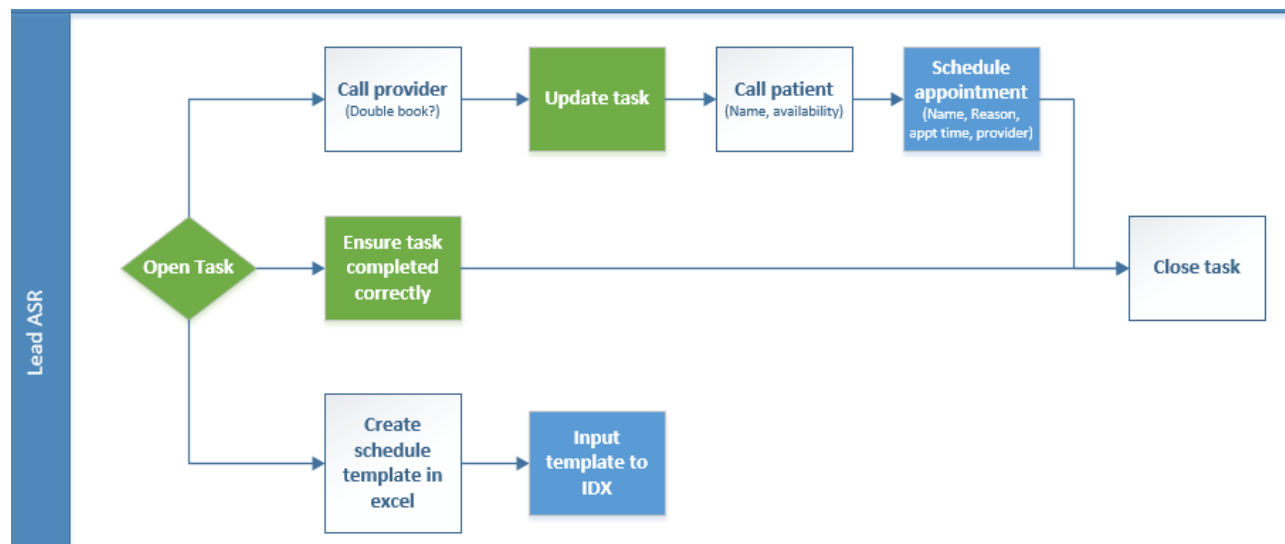 Lead ASR
Call provider
(Double book?)
Update task
Call patient
(Name, availability)
Schedule
appointment
(Name, Reason,
appt time, provider)
Open Task
Ensure task
completed
correctly
Close task
Create
schedule
template in
excel
Input
template to
IDX